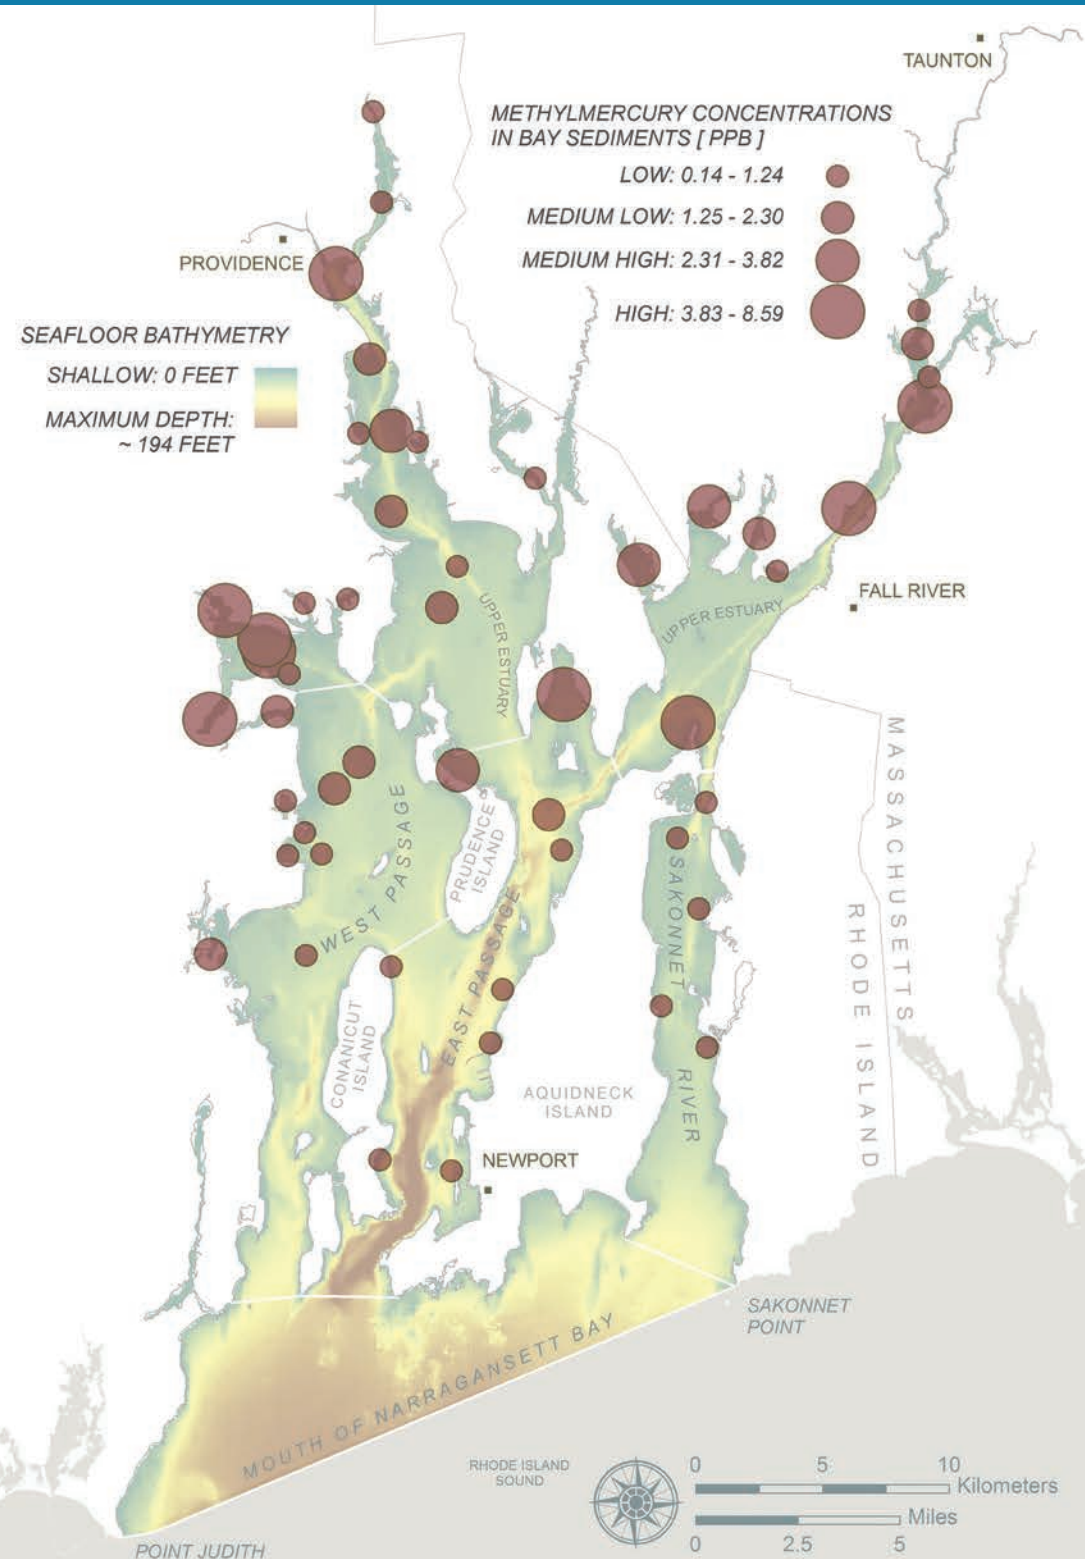 TAUNTON
METHYLMERCURY CONCENTRATIONS
IN BAY SEDIMENTS [ PPB ]
LOW: 0.14 - 1.24
MEDIUM LOW: 1.25 - 2.30
MEDIUM HIGH: 2.31 - 3.82
HIGH: 3.83 - 8.59
PROVIDENCE
SEAFLOOR BATHYMETRY
SHALLOW: 0 FEET
MAXIMUM DEPTH:
~ 194 FEET
FALL RIVER
UPPER ESTUARY
UPPER ESTUARY
MASSACHUSETTS
RHODE ISLAND
WEST PASSAGE
PRUDENCE
ISLAND
EAST PASSAGE
SAKONNET
RIVER
CONANICUT
ISLAND
AQUIDNECK
ISLAND
NEWPORT
SAKONNET
POINT
MOUTH OF NARRAGANSETT BAY
RHODE ISLAND
SOUND
0 5 10
Kilometers
Miles
0 2.5 5
POINT JUDITH